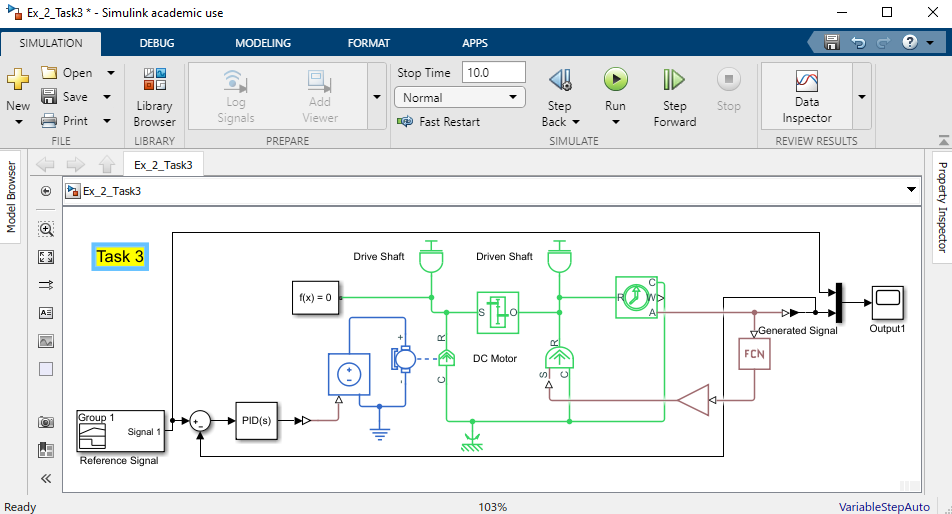 Ex_2_Task3 * - Simulink academic use
SIMULATION DEBUG MODELING FORMAT APPS
New
Open
Save
Print
FILE
Library
Browser
LIBRARY
Log
Signals
Add
Viewer
PREPARE
Stop Time 10.0
Normal
Fast Restart
Step
Back
Run
Step
Forward
Stop
SIMULATE
Data
Inspector
REVIEW RESULTS
Model Browser
Ex_2_Task3
Ex_2_Task3
Property Inspector
Task 3
Drive Shaft
Driven Shaft
f(x) = 0
S O
R C W A
Generated Signal
Output1
DC Motor
FCN
+
-
R
C
R
S C
+
-
Group 1
Signal 1
Reference Signal
+
-
PID(s)
Ready 103% VariableStepAuto